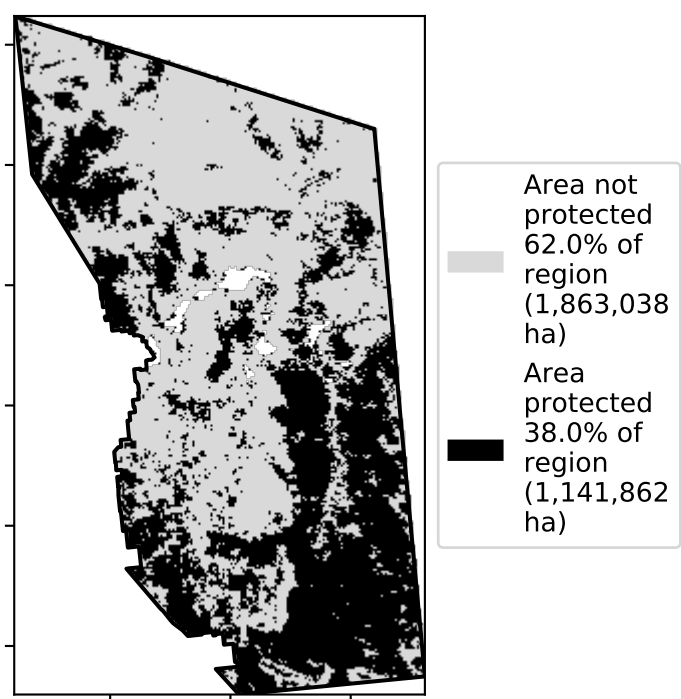 Area not
protected
62.0% of
region
(1,863,038
ha)
Area
protected
38.0% of
region
(1,141,862
ha)